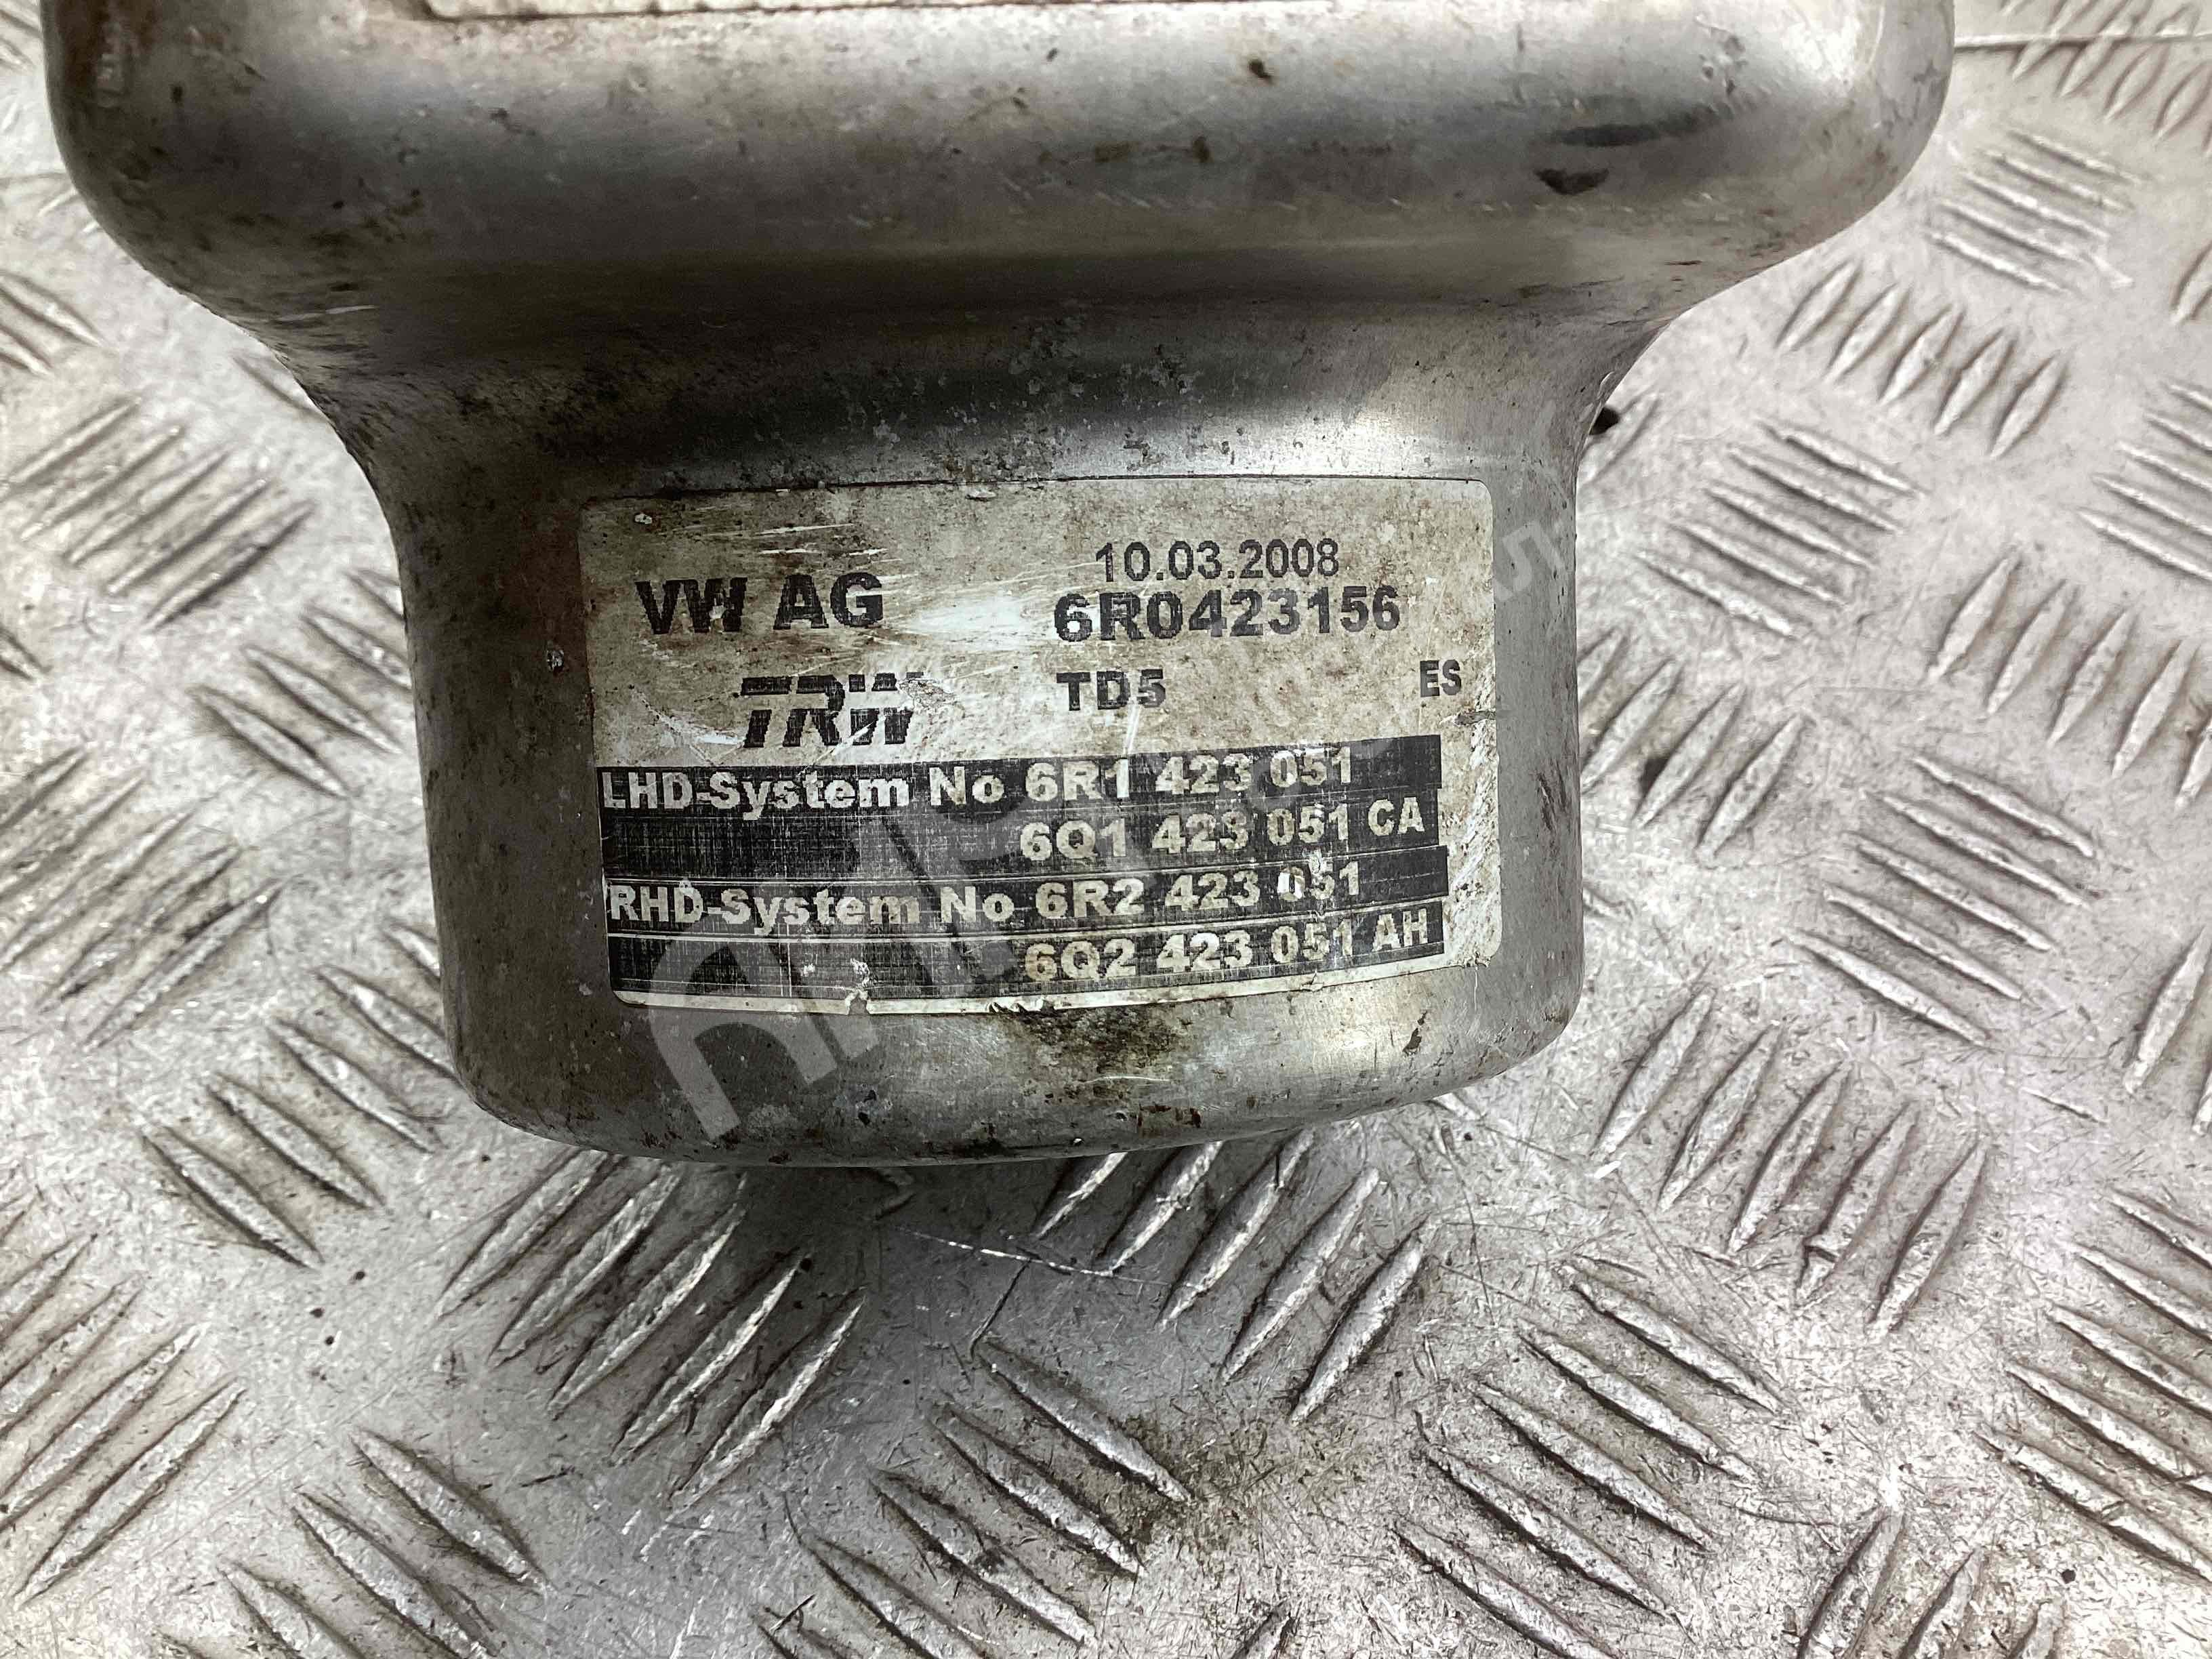 10.03.2008
VW AG 6R0423156
TRW TD5 ES
LHD-System No 6R1 423 051
6Q1 423 051 CA
RHD-System No 6R2 423 051
6Q2 423 051 AH